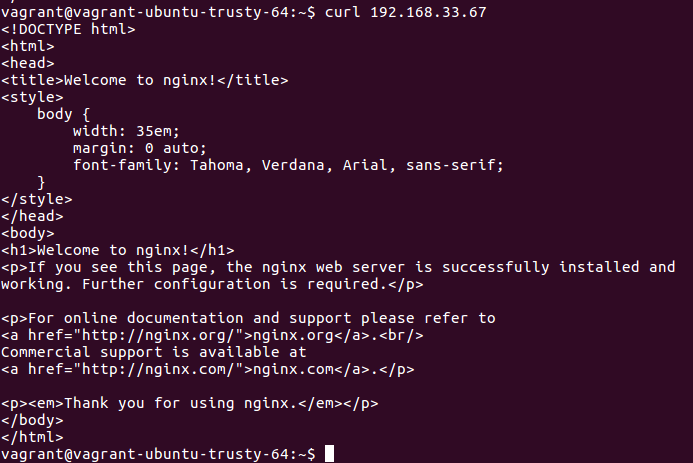 vagrant@vagrant-ubuntu-trusty-64:~$ curl 192.168.33.67
<!DOCTYPE html>
<html>
<head>
<title>Welcome to nginx!</title>
<style>
    body {
        width: 35em;
        margin: 0 auto;
        font-family: Tahoma, Verdana, Arial, sans-serif;
    }
</style>
</head>
<body>
<h1>Welcome to nginx!</h1>
<p>If you see this page, the nginx web server is successfully installed and
working. Further configuration is required.</p>

<p>For online documentation and support please refer to
<a href="http://nginx.org/">nginx.org</a>.<br/>
Commercial support is available at
<a href="http://nginx.com/">nginx.com</a>.</p>

<p><em>Thank you for using nginx.</em></p>
</body>
</html>
vagrant@vagrant-ubuntu-trusty-64:~$